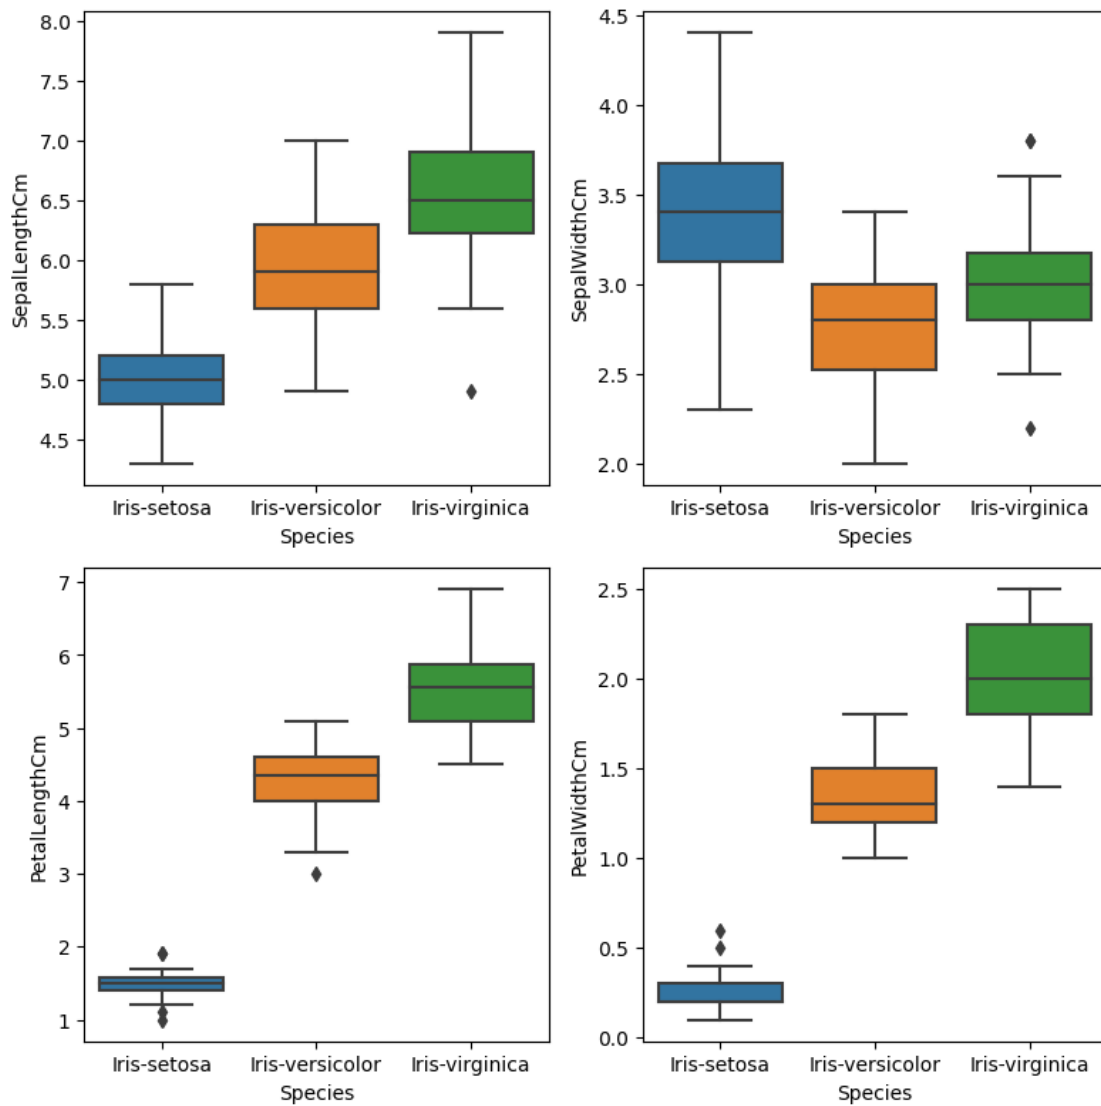 SepalLengthCm
8.0
7.5
7.0
6.5
6.0
5.5
5.0
4.5
Iris-setosa Iris-versicolor Iris-virginica
Species
SepalWidthCm
4.5
4.0
3.5
3.0
2.5
2.0
Iris-setosa Iris-versicolor Iris-virginica
Species
PetalLengthCm
7
6
5
4
3
2
1
Iris-setosa Iris-versicolor Iris-virginica
Species
PetalWidthCm
2.5
2.0
1.5
1.0
0.5
0.0
Iris-setosa Iris-versicolor Iris-virginica
Species